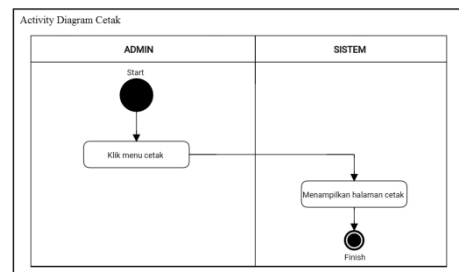 Activity Diagram Cetak
ADMIN
SISTEM
Start
Klik menu cetak
Menampilkan halaman cetak
Finish